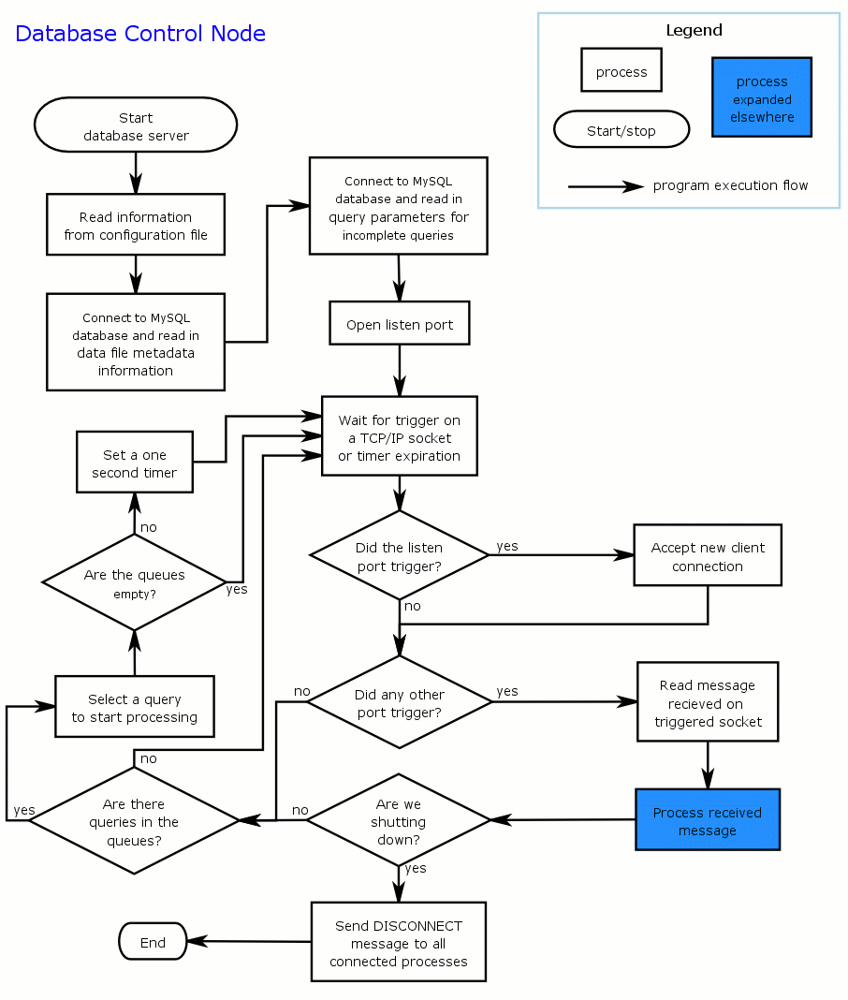 Database Control Node
Legend
process
process
expanded
elsewhere
Start/stop
program execution flow
Start
database server
Read information
from configuration file
Connect to MySQL
database and read in
data file metadata
information
Connect to MySQL
database and read in
query parameters for
incomplete queries
Open listen port
Wait for trigger on
a TCP/IP socket
or timer expiration
Set a one
second timer
no
Are the queues
empty?
yes
Did the listen
port trigger?
yes
no
Accept new client
connection
Select a query
to start processing
no
Did any other
port trigger?
yes
Read message
recieved on
triggered socket
no
yes
Are there
queries in the
queues?
no
Are we
shutting
down?
yes
Process received
message
Send DISCONNECT
message to all
connected processes
End